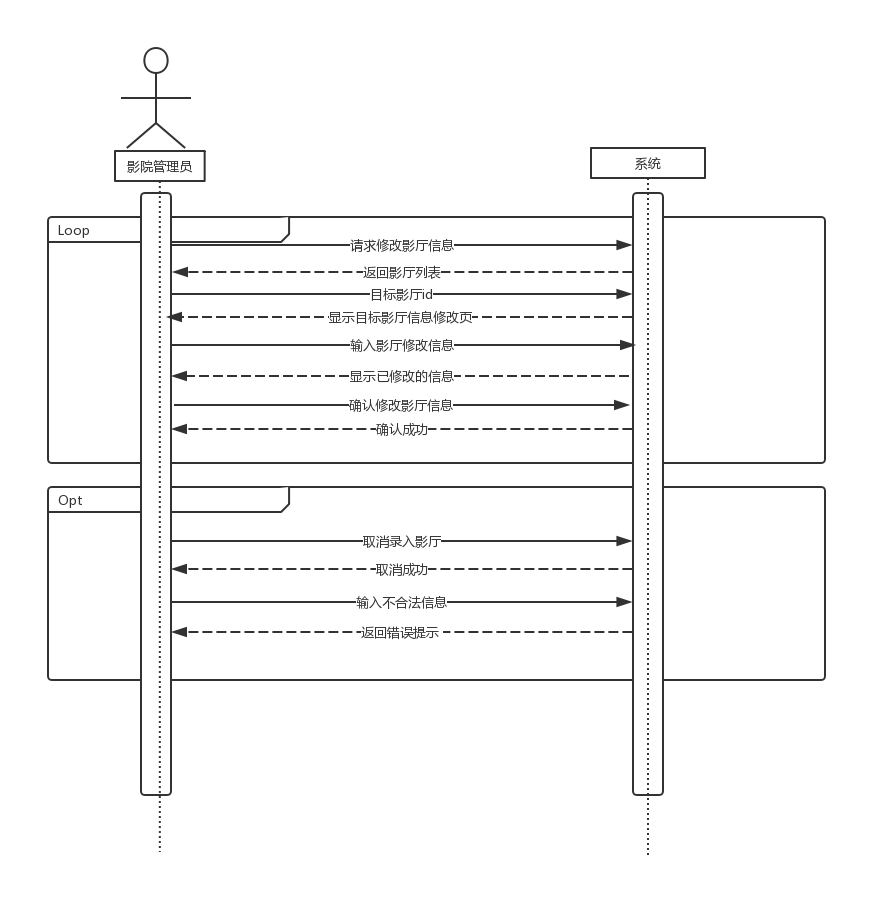 影院管理员
系统
Loop
请求修改影厅信息
返回影厅列表
目标影厅id
显示目标影厅信息修改页
输入影厅修改信息
显示已修改的信息
确认修改影厅信息
确认成功
Opt
取消录入影厅
取消成功
输入不合法信息
返回错误提示